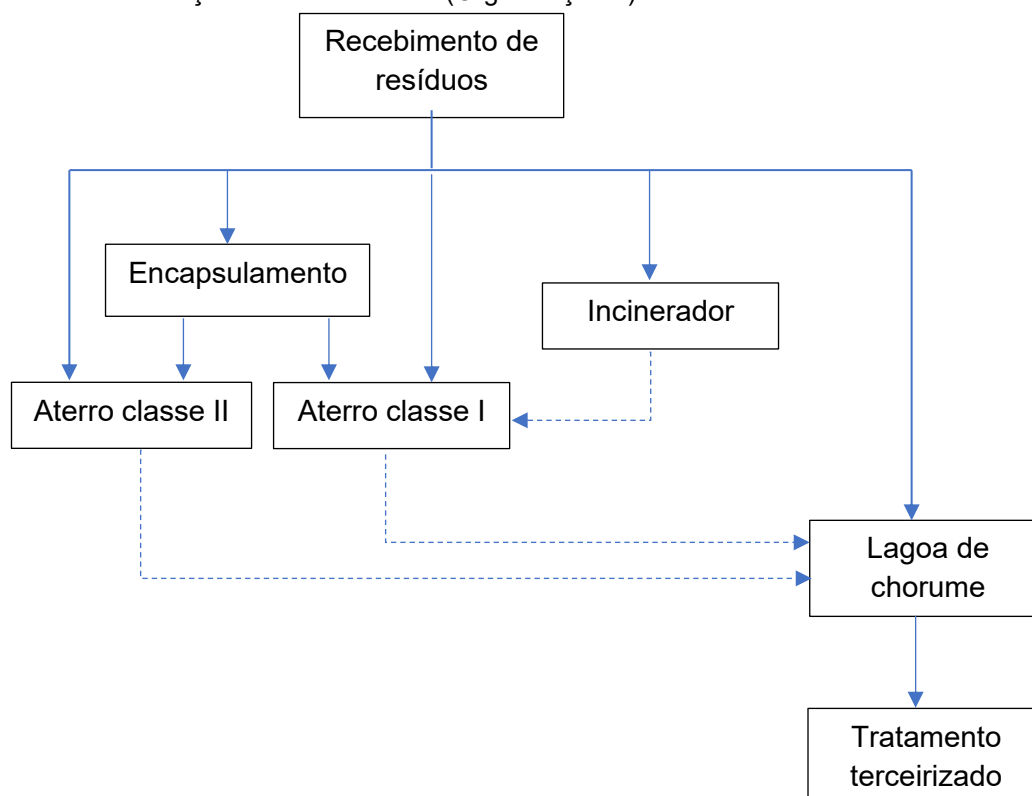 Recebimento de
resíduos
Encapsulamento
Incinerador
Aterro classe II
Aterro classe I
Lagoa de
chorume
Tratamento
terceirizado